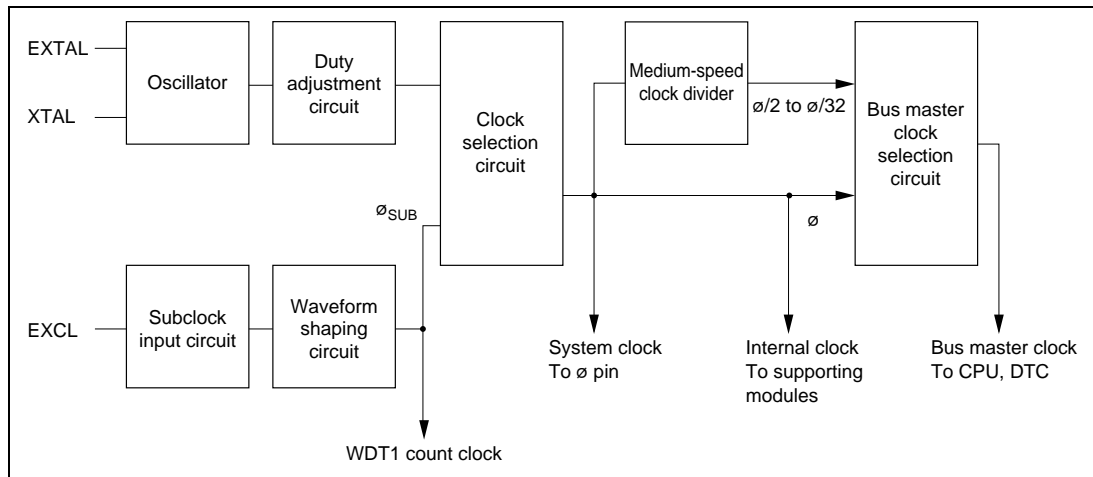 EXTAL
XTAL
Oscillator
Duty
adjustment
circuit
Clock
selection
circuit
Medium-speed
clock divider
ø/2 to ø/32
Bus master
clock
selection
circuit
øSUB
ø
EXCL
Subclock
input circuit
Waveform
shaping
circuit
System clock
To ø pin
Internal clock
To supporting
modules
Bus master clock
To CPU, DTC
WDT1 count clock